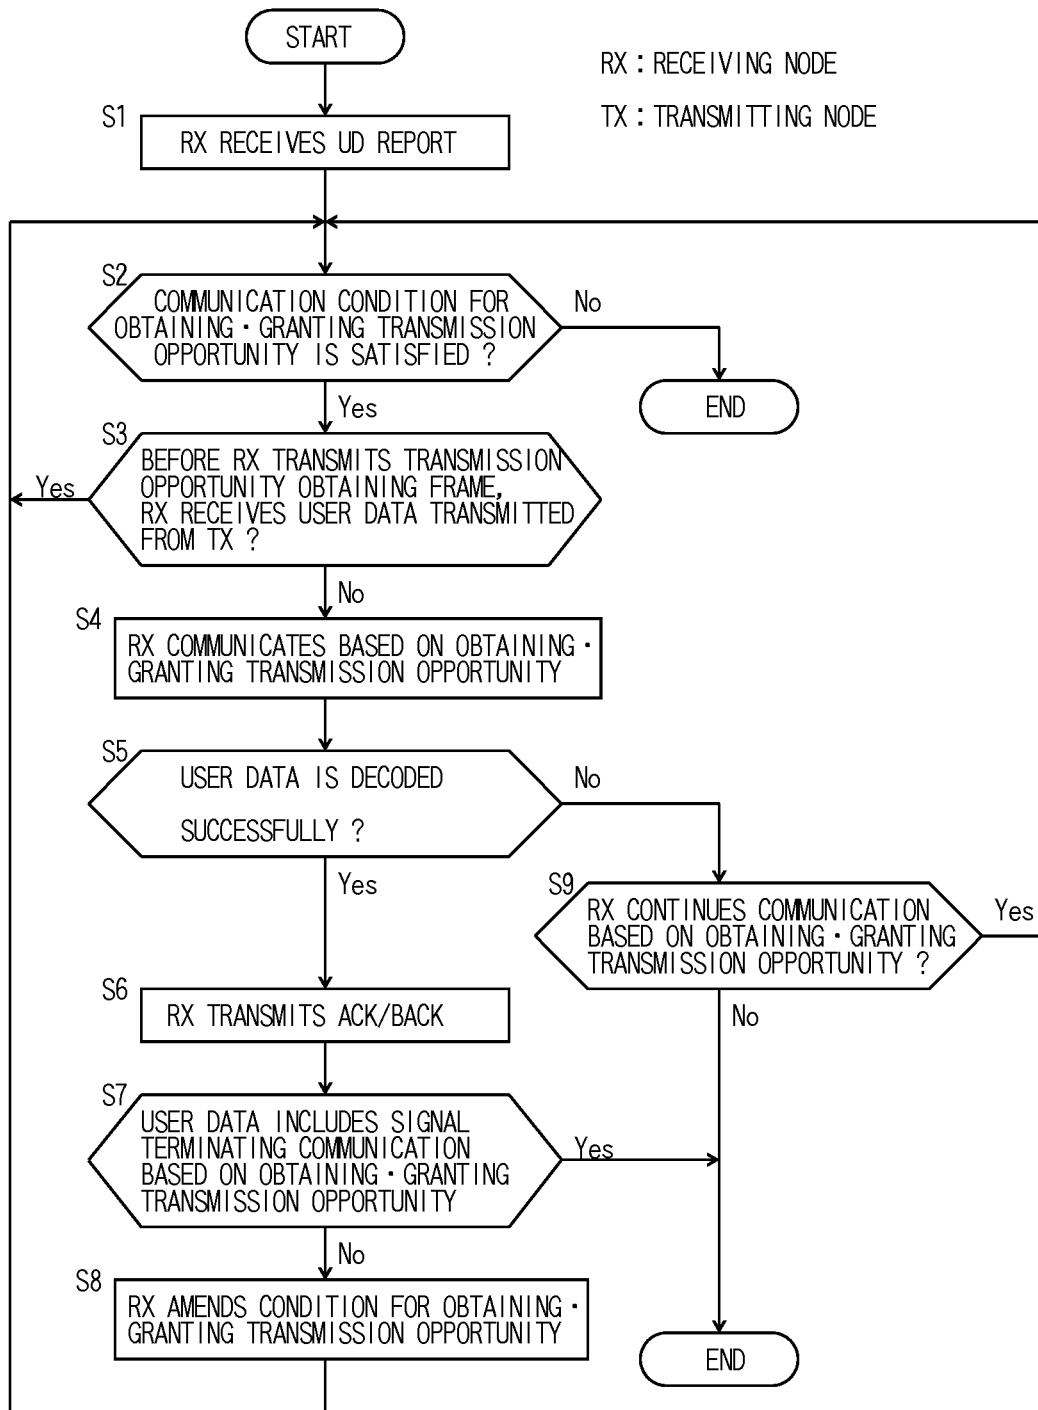 START
RX：RECEIVING NODE
TX：TRANSMITTING NODE
S1
RX RECEIVES UD REPORT
S2
COMMUNICATION CONDITION FOR
OBTAINING・GRANTING TRANSMISSION
OPPORTUNITY IS SATISFIED ?
No
END
Yes
S3
BEFORE RX TRANSMITS TRANSMISSION
OPPORTUNITY OBTAINING FRAME,
RX RECEIVES USER DATA TRANSMITTED
FROM TX ?
Yes
No
S4
RX COMMUNICATES BASED ON OBTAINING・
GRANTING TRANSMISSION OPPORTUNITY
S5
USER DATA IS DECODED
SUCCESSFULLY ?
No
Yes
S9
RX CONTINUES COMMUNICATION
BASED ON OBTAINING・GRANTING
TRANSMISSION OPPORTUNITY ?
Yes
No
S6
RX TRANSMITS ACK/BACK
S7
USER DATA INCLUDES SIGNAL
TERMINATING COMMUNICATION
BASED ON OBTAINING・GRANTING
TRANSMISSION OPPORTUNITY
Yes
No
S8
RX AMENDS CONDITION FOR OBTAINING・
GRANTING TRANSMISSION OPPORTUNITY
END